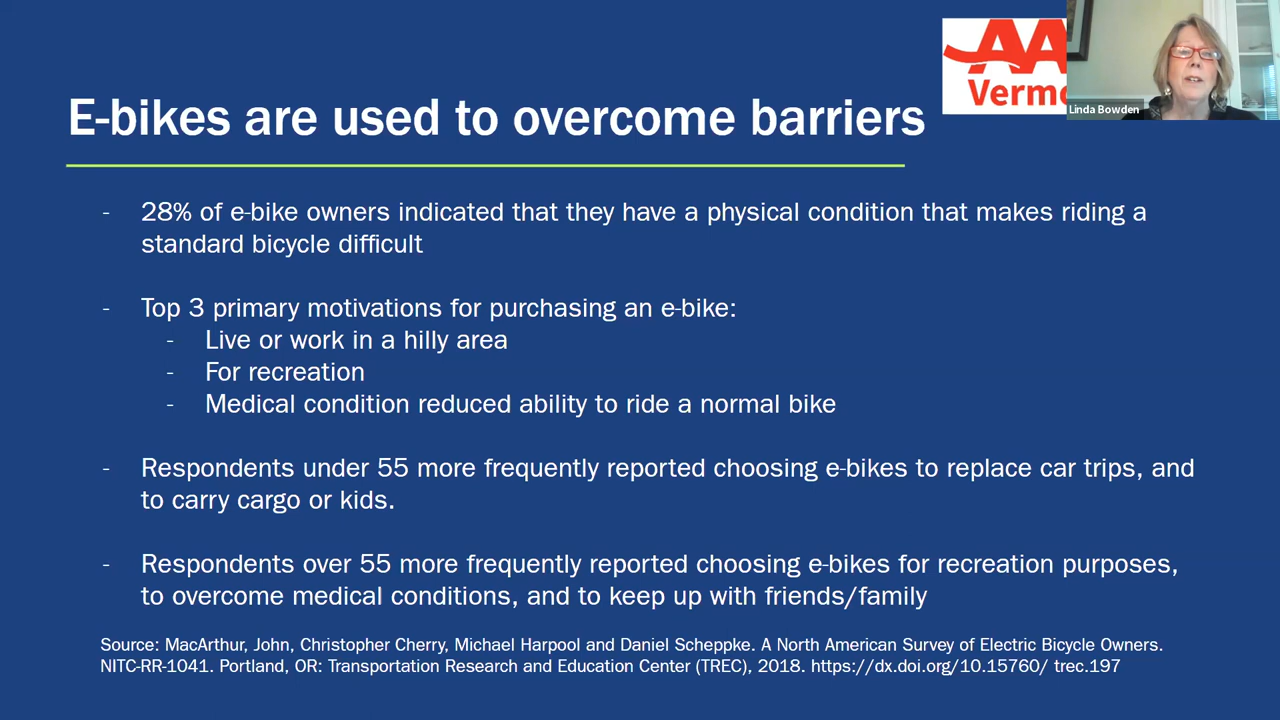 AA
Vermo
Linda Bowden
E-bikes are used to overcome barriers
- 28% of e-bike owners indicated that they have a physical condition that makes riding a
standard bicycle difficult
- Top 3 primary motivations for purchasing an e-bike:
- Live or work in a hilly area
- For recreation
- Medical condition reduced ability to ride a normal bike
- Respondents under 55 more frequently reported choosing e-bikes to replace car trips, and
to carry cargo or kids.
- Respondents over 55 more frequently reported choosing e-bikes for recreation purposes,
to overcome medical conditions, and to keep up with friends/family
Source: MacArthur, John, Christopher Cherry, Michael Harpool and Daniel Scheppke. A North American Survey of Electric Bicycle Owners.
NITC-RR-1041. Portland, OR: Transportation Research and Education Center (TREC), 2018. https://dx.doi.org/10.15760/ trec.197